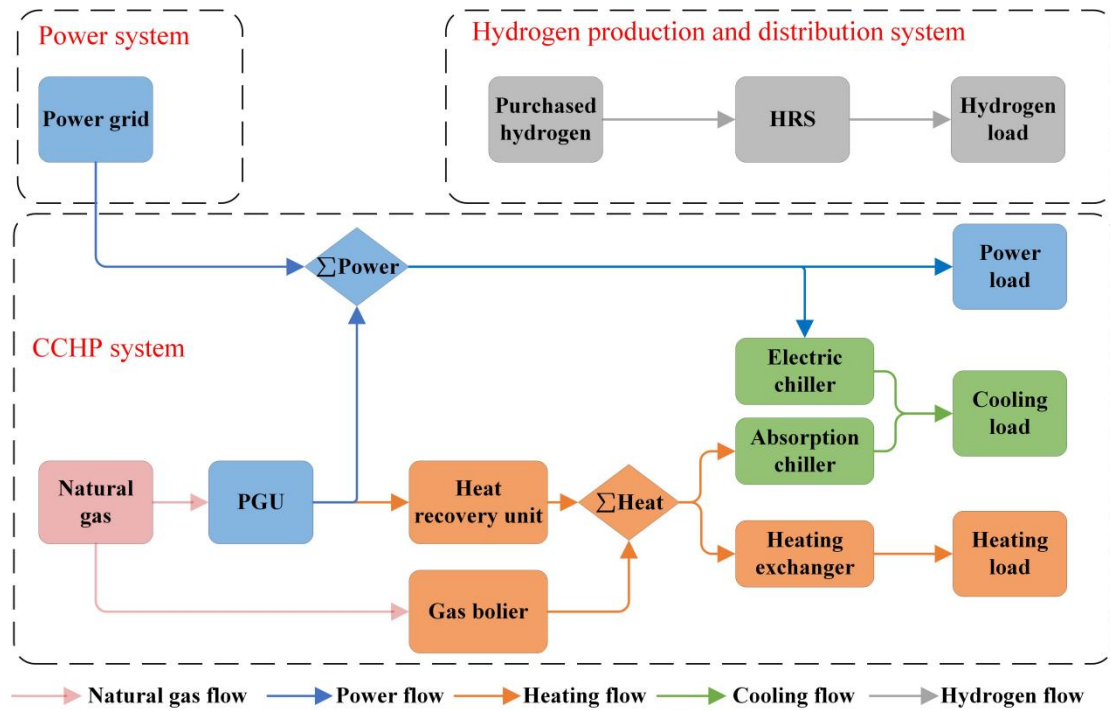 Power system
Hydrogen production and distribution system
Power grid
Purchased
hydrogen
HRS
Hydrogen
load
∑Power
Power
load
CCHP system
Electric
chiller
Cooling
load
Absorption
chiller
Natural
gas
PGU
Heat
recovery unit
∑Heat
Heating
exchanger
Heating
load
Gas bolier
Natural gas flow
Power flow
Heating flow
Cooling flow
Hydrogen flow